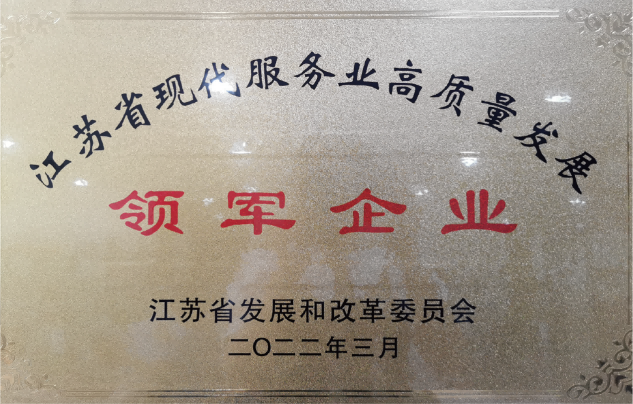 江苏省现代服务业高质量发展
领军企业
江苏省发展和改革委员会
二〇二二年三月